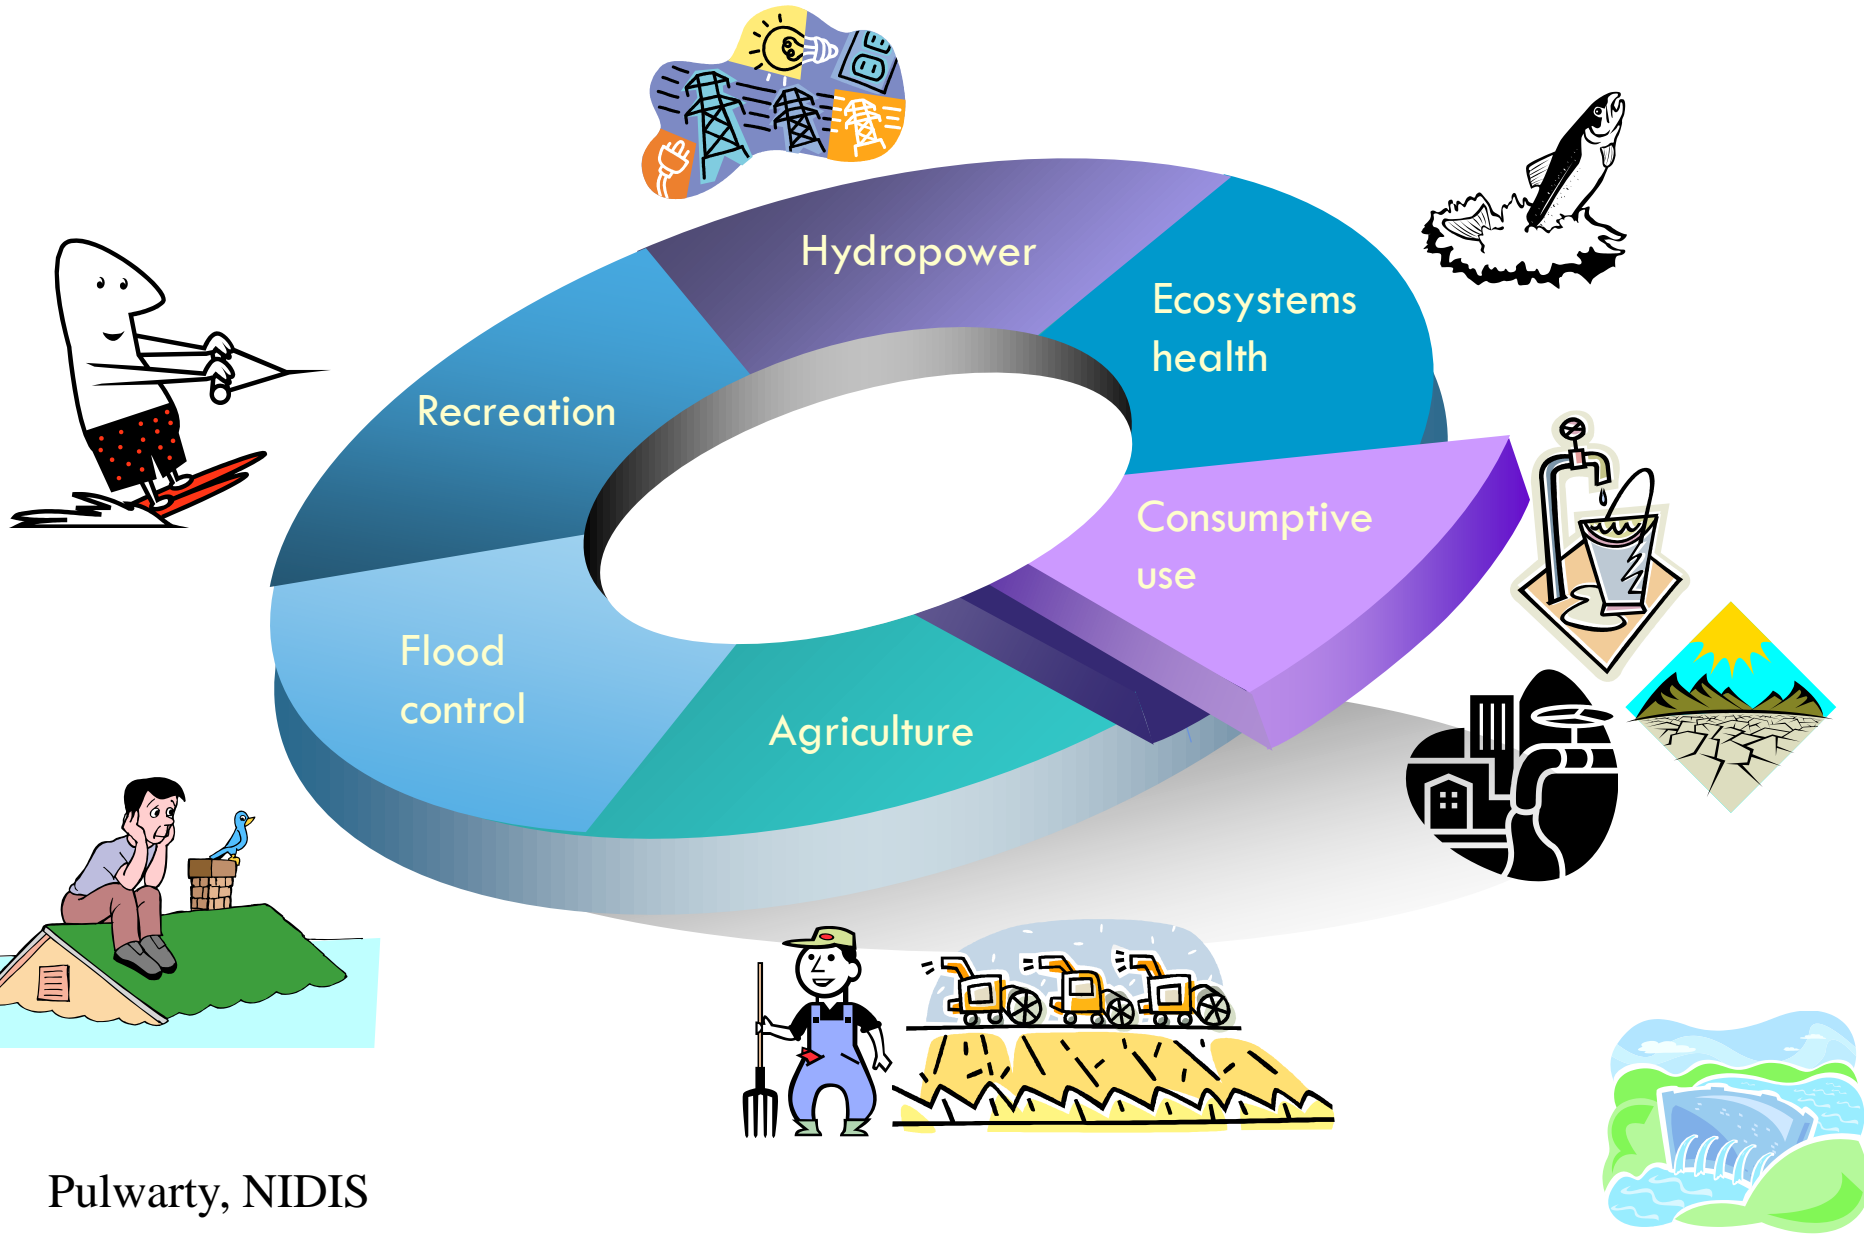 Hydropower
Ecosystems
health
Recreation
Consumptive
use
Flood
control
Agriculture
Pulwarty, NIDIS